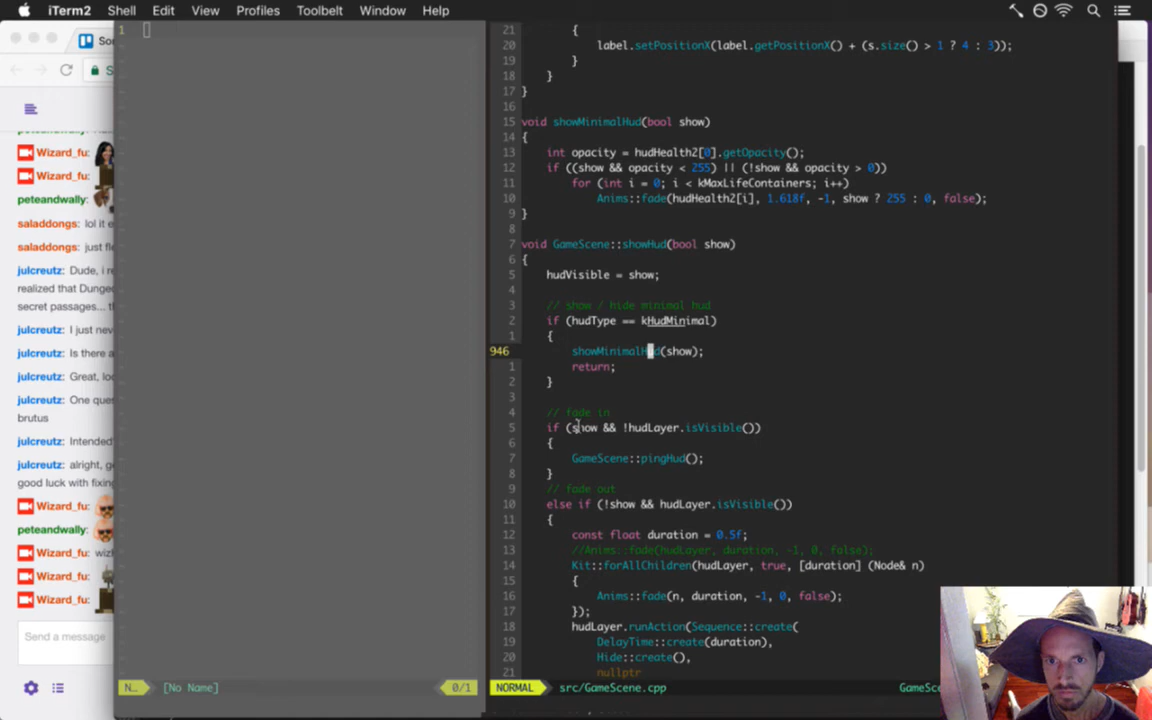 iTerm2 Shell Edit View Profiles Toolbelt Window Help
Sor
S
peteandwally:
Wizard_fu:
Wizard_fu:
peteandwally:
saladdongs: lol it e
saladdongs: just fl
julcreutz: Dude, i re
realized that Dunge
secret passages... th
julcreutz: I just neve
julcreutz: Is there a
julcreutz: Great, loo
julcreutz: One ques
brutus
julcreutz: Intended?
julcreutz: alright, go
good luck with fixing
Wizard_fu:
peteandwally:
Wizard_fu: wiz
Wizard_fu:
Wizard_fu:
Send a message
1
N... [No Name] 0/1
21 {
20 label.setPositionX(label.getPositionX() + (s.size() > 1 ? 4 : 3));
19 }
18 }
17 }
16
15 void showMinimalHud(bool show)
14 {
13 int opacity = hudHealth2[0].getOpacity();
12 if ((show && opacity < 255) || (!show && opacity > 0))
11 for (int i = 0; i < kMaxLifeContainers; i++)
10 Anims::fade(hudHealth2[i], 1.618f, -1, show ? 255 : 0, false);
9 }
8
7 void GameScene::showHud(bool show)
6 {
5 hudVisible = show;
4
3 // show / hide minimal hud
2 if (hudType == kHudMinimal)
1 {
946 showMinimalHud(show);
1 return;
2 }
3
4 // fade in
5 if (show && !hudLayer.isVisible())
6 {
7 GameScene::pingHud();
8 }
9 // fade out
10 else if (!show && hudLayer.isVisible())
11 {
12 const float duration = 0.5f;
13 //Anims::fade(hudLayer, duration, -1, 0, false);
14 Kit::forAllChildren(hudLayer, true, [duration] (Node& n)
15 {
16 Anims::fade(n, duration, -1, 0, false);
17 });
18 hudLayer.runAction(Sequence::create(
19 DelayTime::create(duration),
20 Hide::create(),
21 nullptr
NORMAL src/GameScene.cpp GameSc